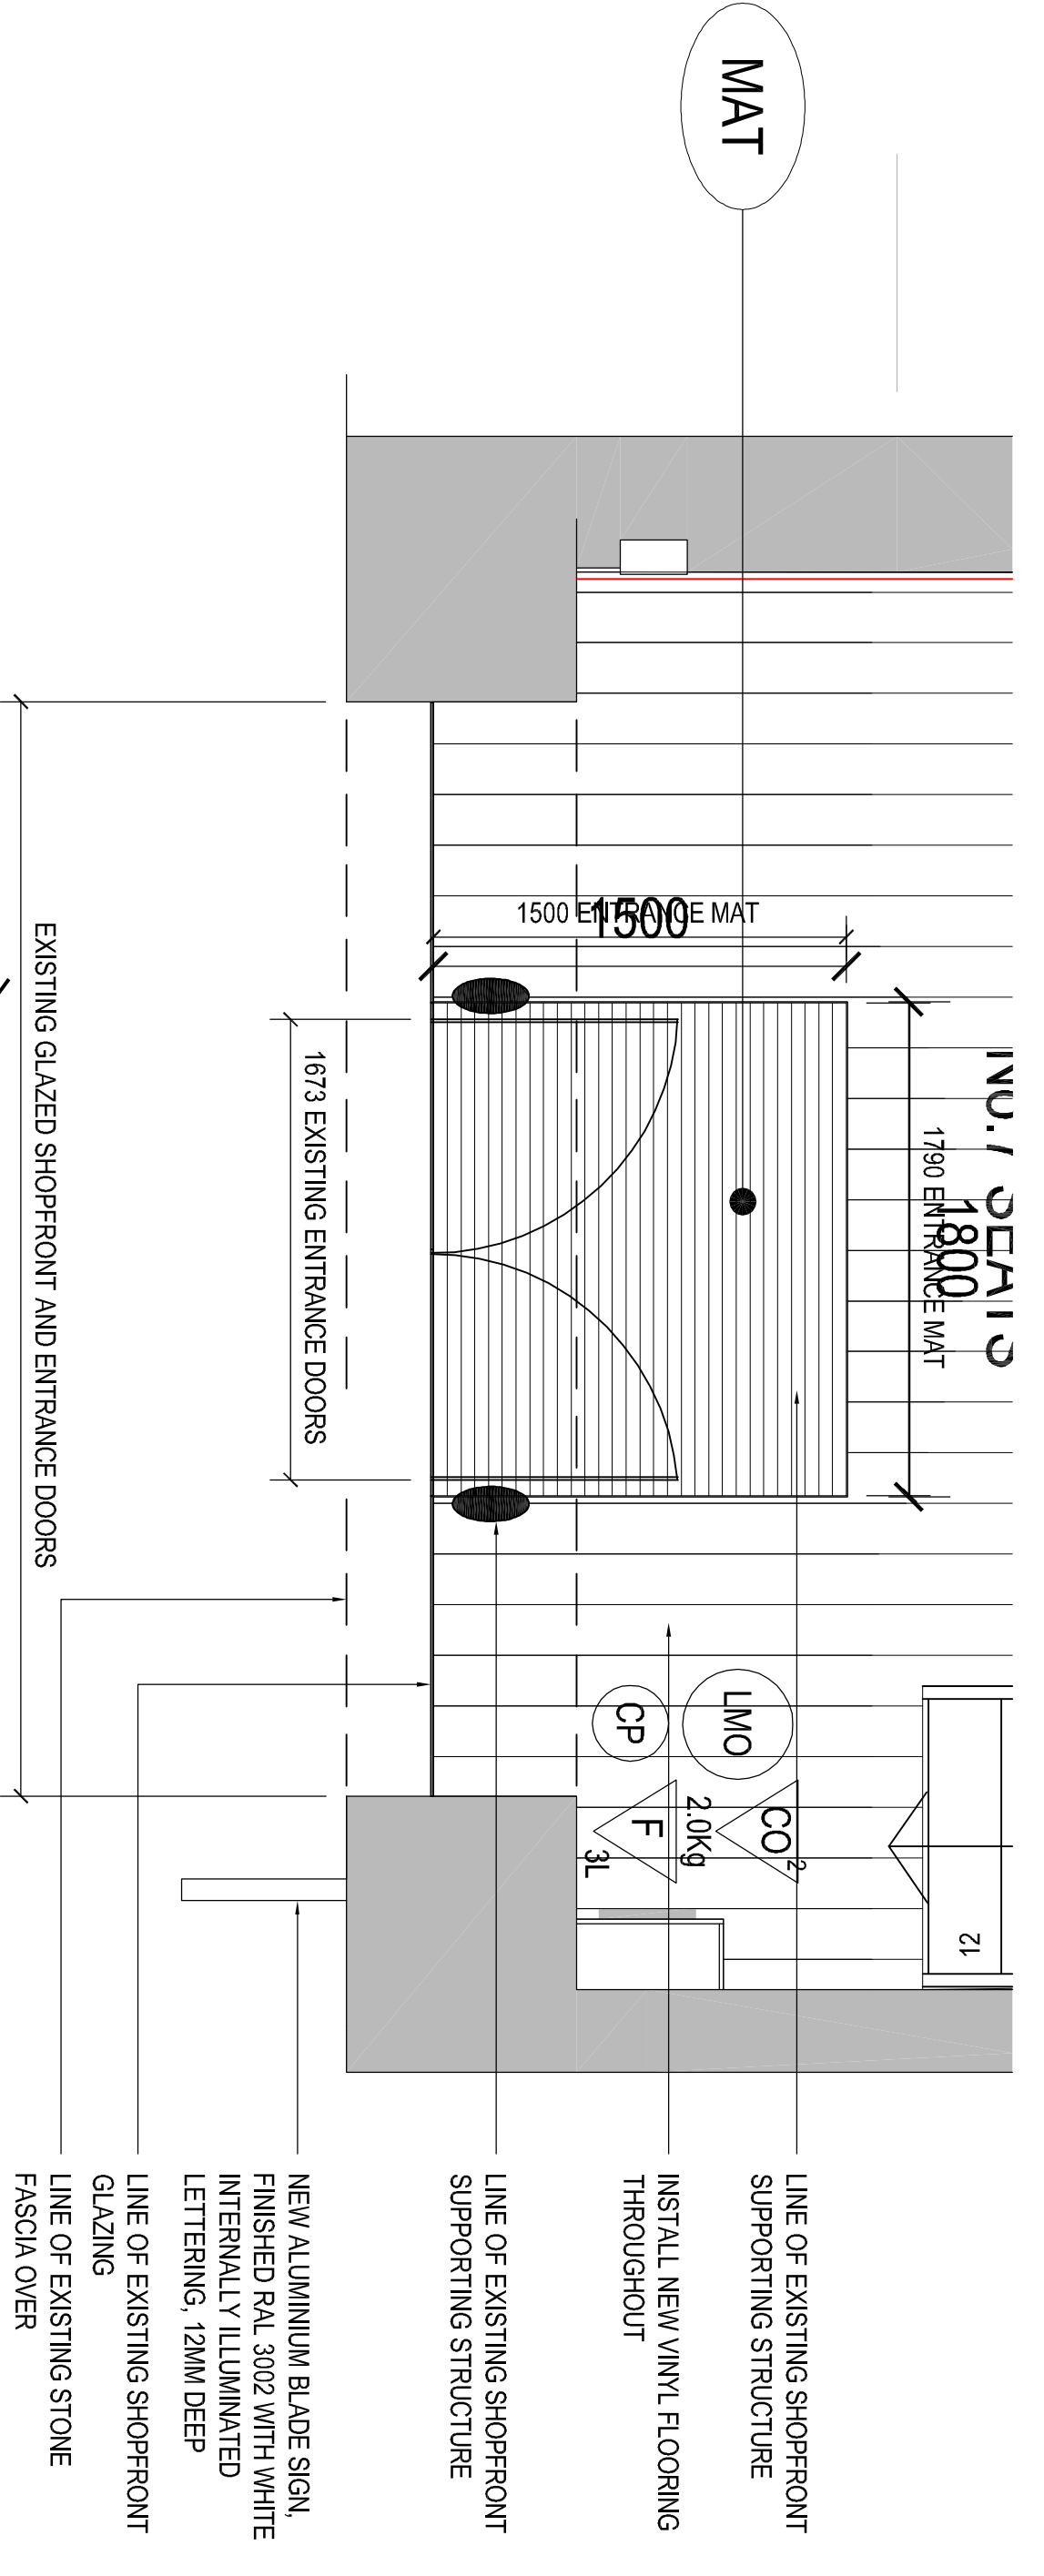 MAT
No.7 SEATS
1800
1790 ENTRANCE MAT
1500
1500 ENTRANCE MAT
1673 EXISTING ENTRANCE DOORS
EXISTING GLAZED SHOPFRONT AND ENTRANCE DOORS
12
LMO
CP
CO2
2.0Kg
F
3L
LINE OF EXISTING SHOPFRONT
SUPPORTING STRUCTURE
INSTALL NEW VINYL FLOORING
THROUGHOUT
LINE OF EXISTING SHOPFRONT
SUPPORTING STRUCTURE
NEW ALUMINIUM BLADE SIGN,
FINISHED RAL 3002 WITH WHITE
INTERNALLY ILLUMINATED
LETTERING, 12MM DEEP
LINE OF EXISTING SHOPFRONT
GLAZING
LINE OF EXISTING STONE
FASCIA OVER